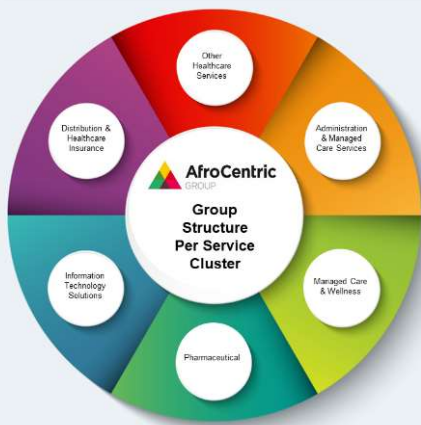 Other
Healthcare
Services
Distribution &
Healthcare
Insurance
Administration
& Managed
Care Services
AfroCentric
GROUP
Group
Structure
Per Service
Cluster
Information
Technology
Solutions
Managed Care
& Wellness
Pharmaceutical